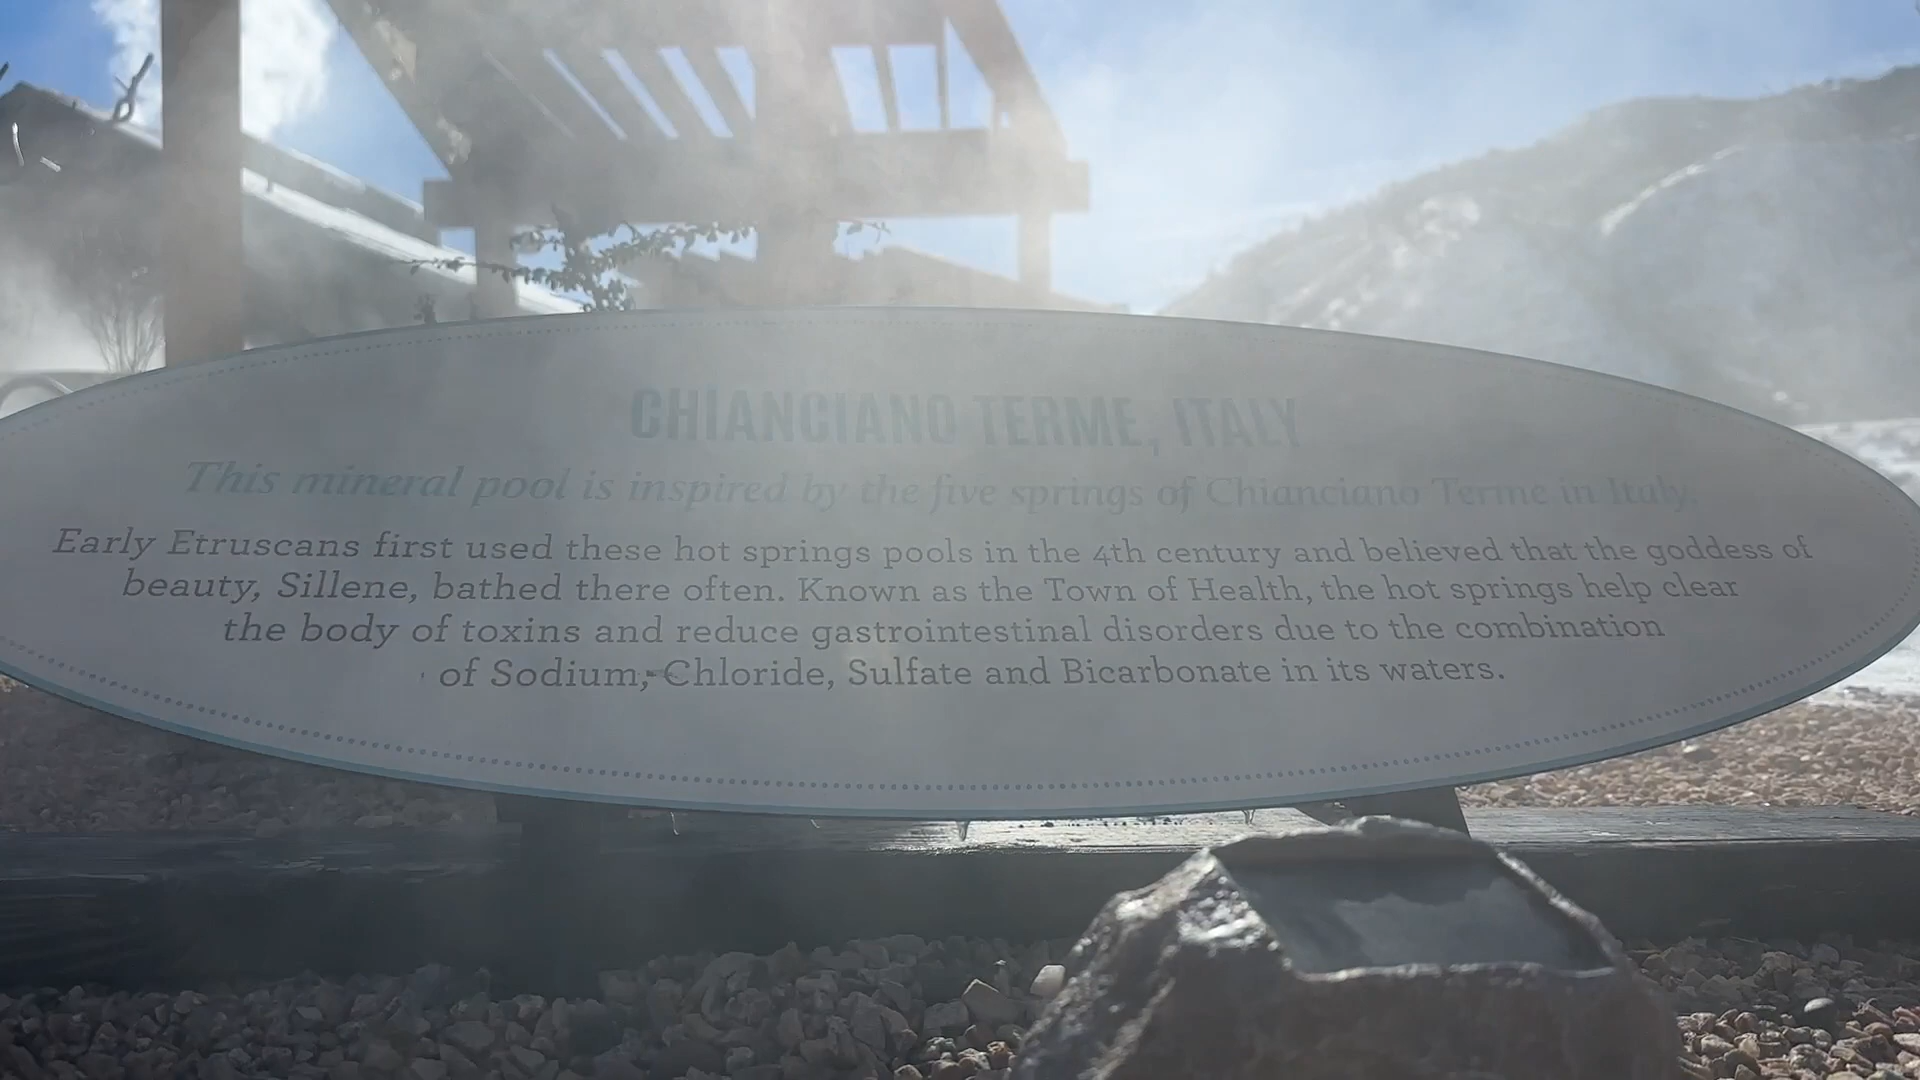 CHIANCIANO TERME, ITALY
This mineral pool is inspired by the five springs of Chianciano Terme in Italy.
Early Etruscans first used these hot springs pools in the 4th century and believed that the goddess of
beauty, Sillene, bathed there often. Known as the Town of Health, the hot springs help clear
the body of toxins and reduce gastrointestinal disorders due to the combination
of Sodium, Chloride, Sulfate and Bicarbonate in its waters.